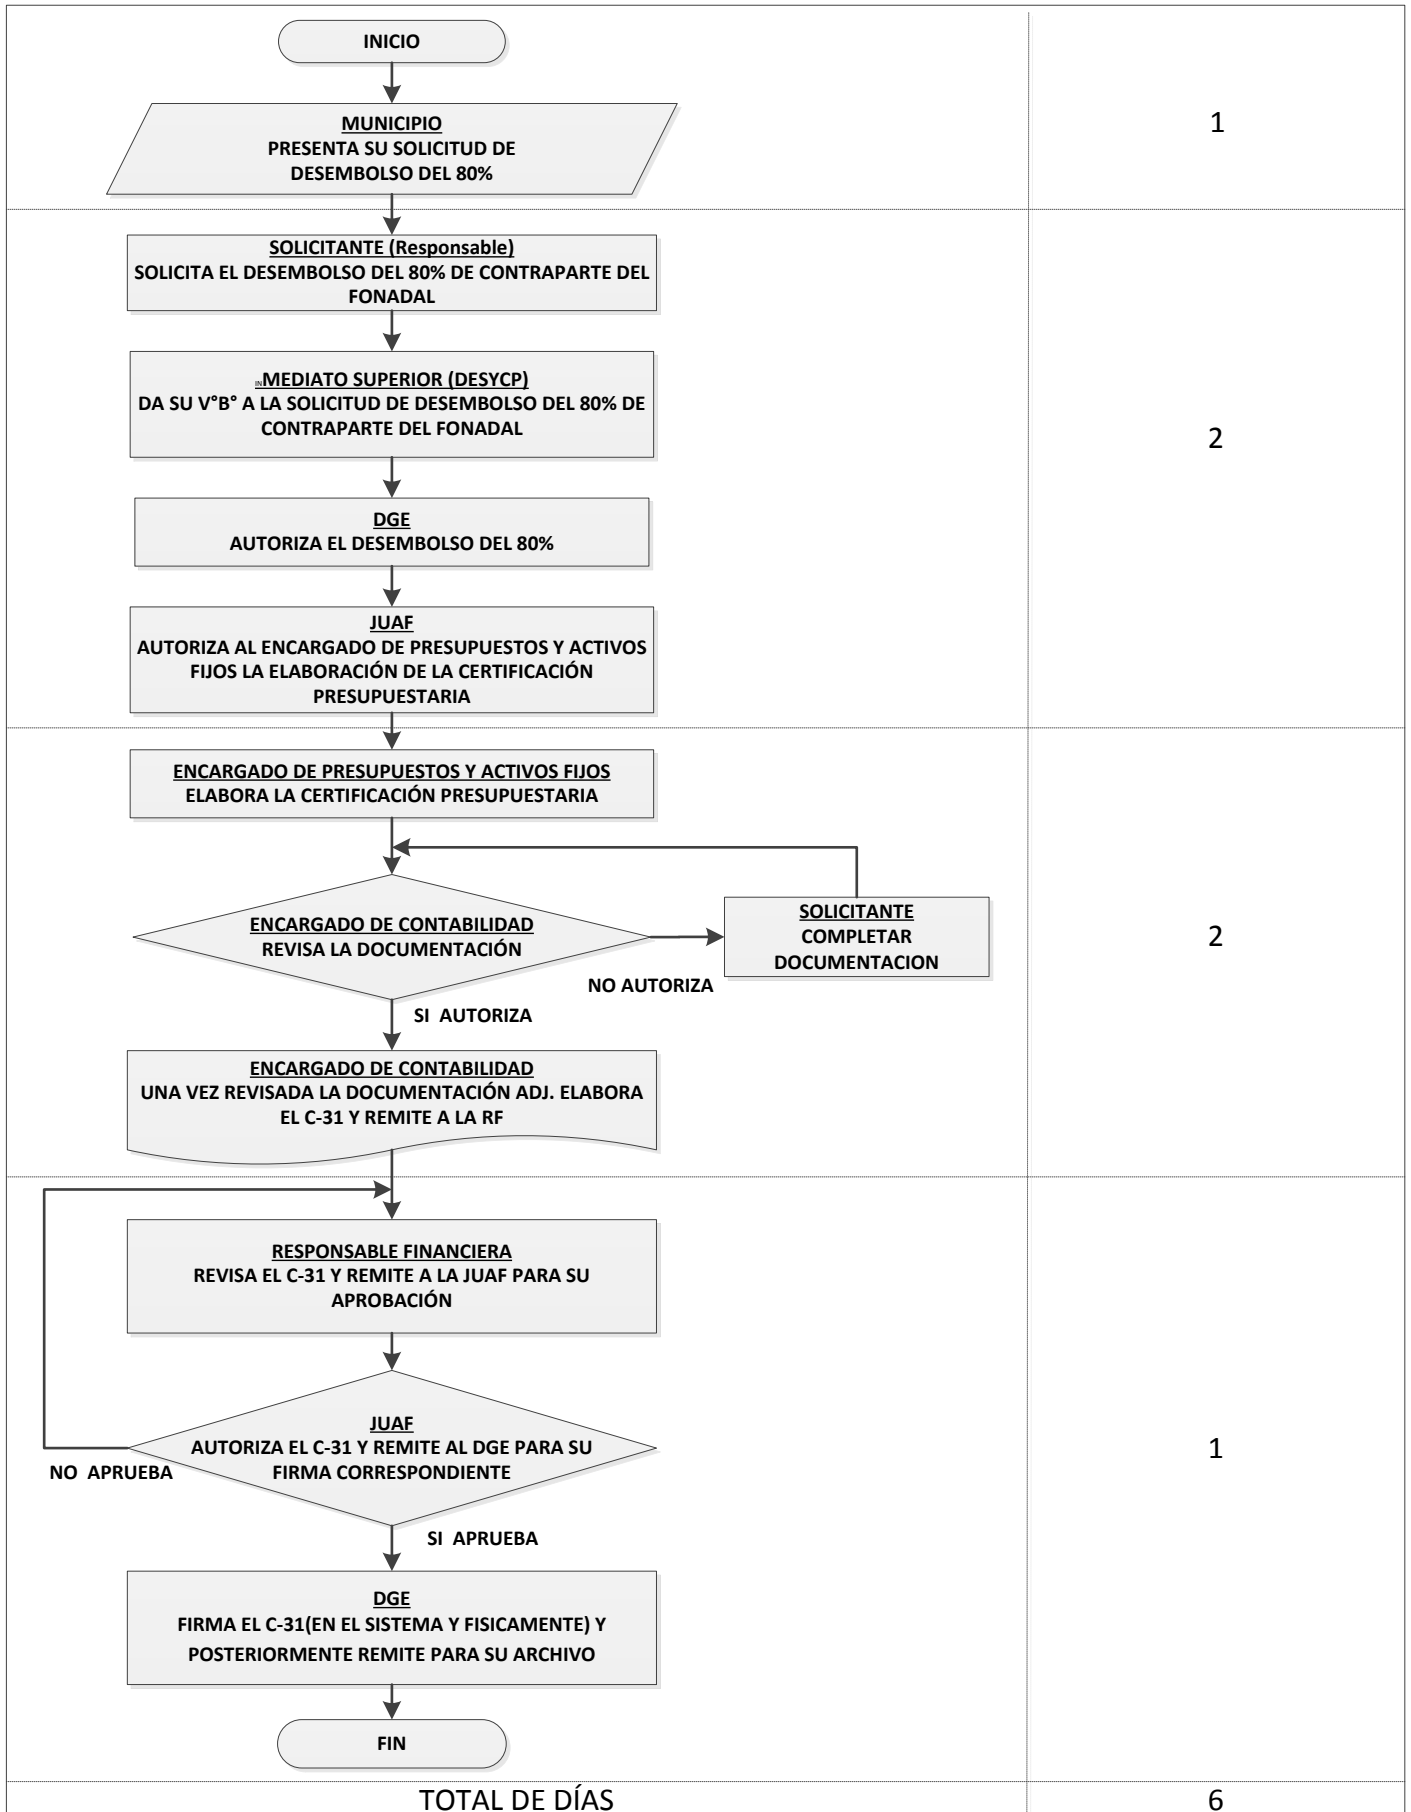 INICIO
MUNICIPIO
PRESENTA SU SOLICITUD DE
DESEMBOLSO DEL 80%
1
SOLICITANTE (Responsable)
SOLICITA EL DESEMBOLSO DEL 80% DE CONTRAPARTE DEL
FONADAL
INMEDIATO SUPERIOR (DESYCP)
DA SU V°B° A LA SOLICITUD DE DESEMBOLSO DEL 80% DE
CONTRAPARTE DEL FONADAL
2
DGE
AUTORIZA EL DESEMBOLSO DEL 80%
JUAF
AUTORIZA AL ENCARGADO DE PRESUPUESTOS Y ACTIVOS
FIJOS LA ELABORACIÓN DE LA CERTIFICACIÓN
PRESUPUESTARIA
ENCARGADO DE PRESUPUESTOS Y ACTIVOS FIJOS
ELABORA LA CERTIFICACIÓN PRESUPUESTARIA
ENCARGADO DE CONTABILIDAD
REVISA LA DOCUMENTACIÓN
SOLICITANTE
COMPLETAR
DOCUMENTACION
2
NO AUTORIZA
SI  AUTORIZA
ENCARGADO DE CONTABILIDAD
UNA VEZ REVISADA LA DOCUMENTACIÓN ADJ. ELABORA
EL C-31 Y REMITE A LA RF
RESPONSABLE FINANCIERA
REVISA EL C-31 Y REMITE A LA JUAF PARA SU
APROBACIÓN
JUAF
AUTORIZA EL C-31 Y REMITE AL DGE PARA SU
FIRMA CORRESPONDIENTE
1
NO  APRUEBA
SI  APRUEBA
DGE
FIRMA EL C-31(EN EL SISTEMA Y FISICAMENTE) Y
POSTERIORMENTE REMITE PARA SU ARCHIVO
FIN
TOTAL DE DÍAS
6